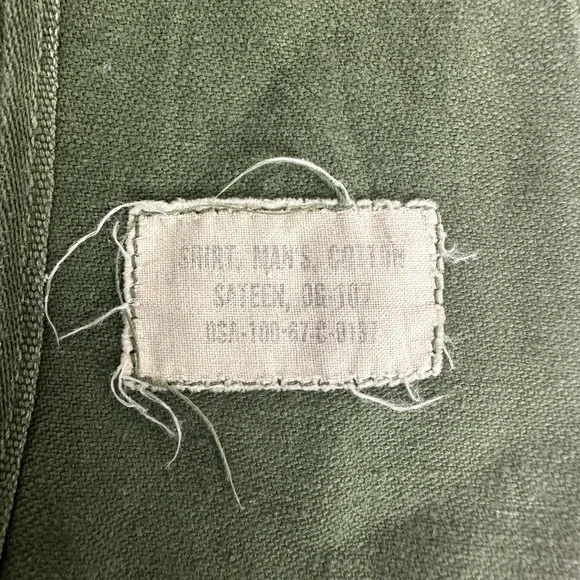 SHIRT, MAN'S, COTTON
SATEEN, OG-107
DSA-100-67-C-0137